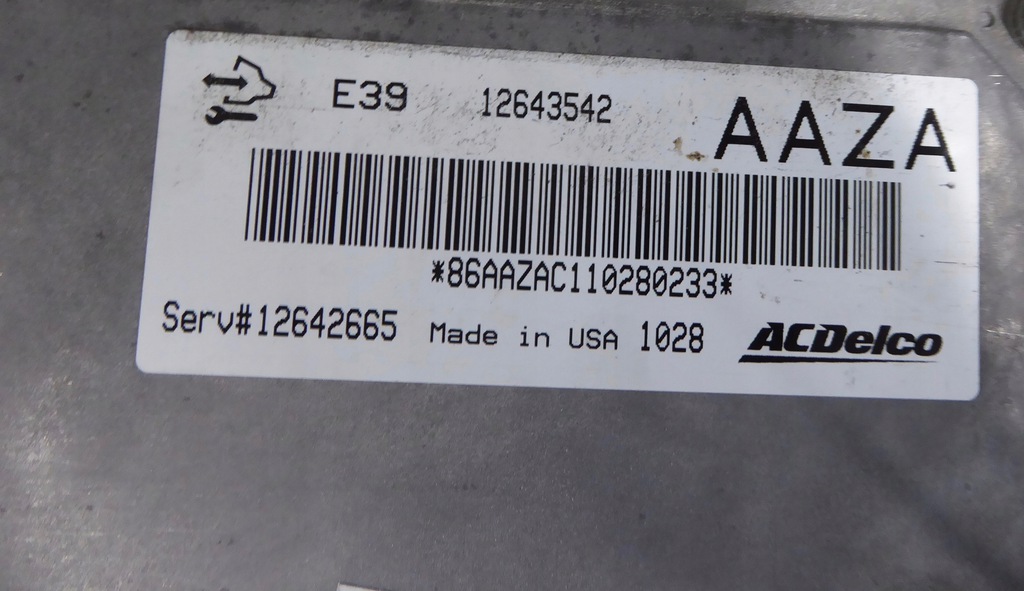 E39 12643542 AAZA
*86AAZAC110280233*
Serv#12642665 Made in USA 1028 ACDelco